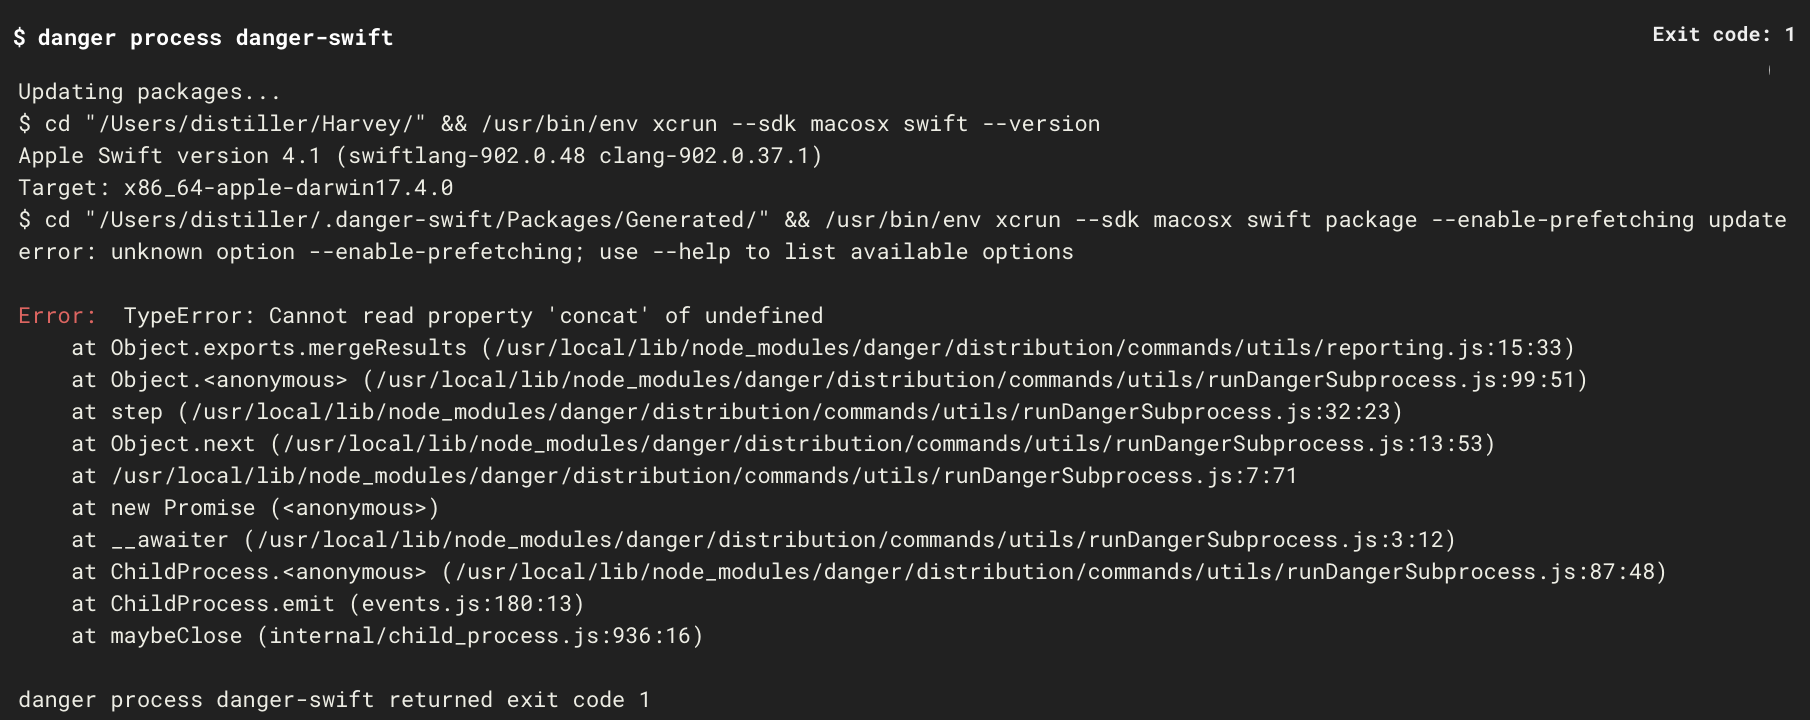 $ danger process danger-swift
Exit code: 1
Updating packages...
$ cd "/Users/distiller/Harvey/" && /usr/bin/env xcrun --sdk macosx swift --version
Apple Swift version 4.1 (swiftlang-902.0.48 clang-902.0.37.1)
Target: x86_64-apple-darwin17.4.0
$ cd "/Users/distiller/.danger-swift/Packages/Generated/" && /usr/bin/env xcrun --sdk macosx swift package --enable-prefetching update
error: unknown option --enable-prefetching; use --help to list available options
Error:  TypeError: Cannot read property 'concat' of undefined
    at Object.exports.mergeResults (/usr/local/lib/node_modules/danger/distribution/commands/utils/reporting.js:15:33)
    at Object.<anonymous> (/usr/local/lib/node_modules/danger/distribution/commands/utils/runDangerSubprocess.js:99:51)
    at step (/usr/local/lib/node_modules/danger/distribution/commands/utils/runDangerSubprocess.js:32:23)
    at Object.next (/usr/local/lib/node_modules/danger/distribution/commands/utils/runDangerSubprocess.js:13:53)
    at /usr/local/lib/node_modules/danger/distribution/commands/utils/runDangerSubprocess.js:7:71
    at new Promise (<anonymous>)
    at __awaiter (/usr/local/lib/node_modules/danger/distribution/commands/utils/runDangerSubprocess.js:3:12)
    at ChildProcess.<anonymous> (/usr/local/lib/node_modules/danger/distribution/commands/utils/runDangerSubprocess.js:87:48)
    at ChildProcess.emit (events.js:180:13)
    at maybeClose (internal/child_process.js:936:16)
danger process danger-swift returned exit code 1